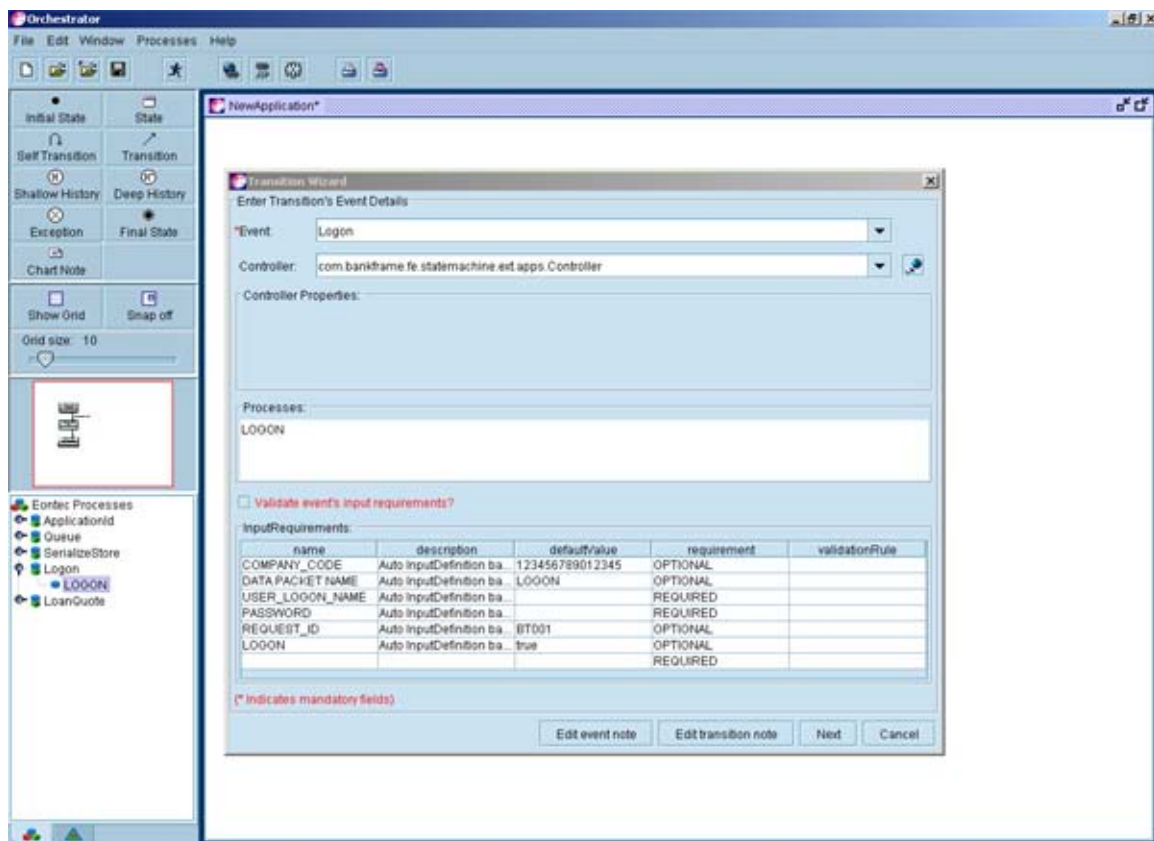 Orchestrator
File Edit Window Processes Help
Initial State State
Self Transition Transition
Shallow History Deep History
Exception Final State
Chart Note
Show Grid Snap off
Grid size: 10
Eontec Processes
ApplicationId
Queue
SerializeStore
Logon
LOGON
LoanQuote
NewApplication*
Transition Wizard
Enter Transition's Event Details
*Event: Logon
Controller: com.bankframe.fe.statemachine.ext.apps.Controller
Controller Properties:
Processes:
LOGON
Validate event's input requirements?
InputRequirements:
name description defaultValue requirement validationRule
COMPANY_CODE Auto InputDefinition ba... 123456789012345 OPTIONAL
DATA PACKET NAME Auto InputDefinition ba... LOGON OPTIONAL
USER_LOGON_NAME Auto InputDefinition ba... REQUIRED
PASSWORD Auto InputDefinition ba... REQUIRED
REQUEST_ID Auto InputDefinition ba... BT001 OPTIONAL
LOGON Auto InputDefinition ba... true OPTIONAL
REQUIRED
(* Indicates mandatory fields)
Edit event note Edit transition note Next Cancel